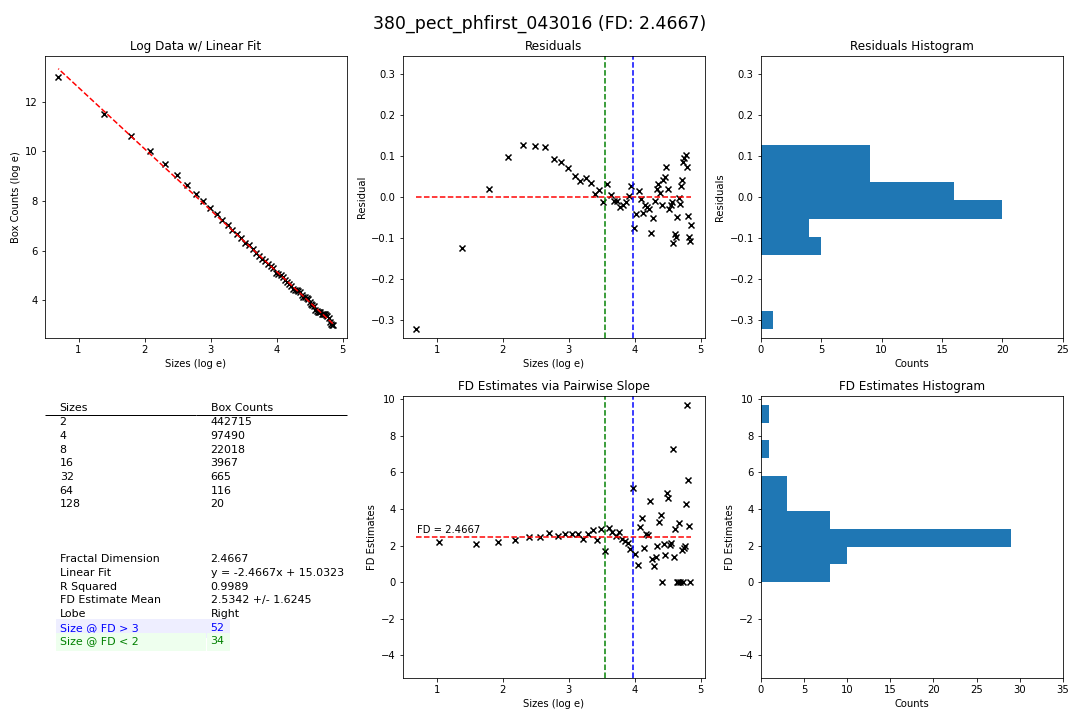 380_pect_phfirst_043016 (FD: 2.4667)
Log Data w/ Linear Fit
Box Counts (log e)
12
10
8
6
4
1 2 3 4 5
Sizes (log e)
Residuals
Residual
0.3
0.2
0.1
0.0
−0.1
−0.2
−0.3
1 2 3 4 5
Sizes (log e)
Residuals Histogram
Residuals
0.3
0.2
0.1
0.0
−0.1
−0.2
−0.3
0 5 10 15 20 25
Counts
Sizes Box Counts
2 442715
4 97490
8 22018
16 3967
32 665
64 116
128 20
Fractal Dimension 2.4667
Linear Fit y = -2.4667x + 15.0323
R Squared 0.9989
FD Estimate Mean 2.5342 +/- 1.6245
Lobe Right
Size @ FD > 3 52
Size @ FD < 2 34
FD Estimates via Pairwise Slope
FD Estimates
10
8
6
4
2
0
−2
−4
FD = 2.4667
1 2 3 4 5
Sizes (log e)
FD Estimates Histogram
FD Estimates
10
8
6
4
2
0
−2
−4
0 5 10 15 20 25 30 35
Counts